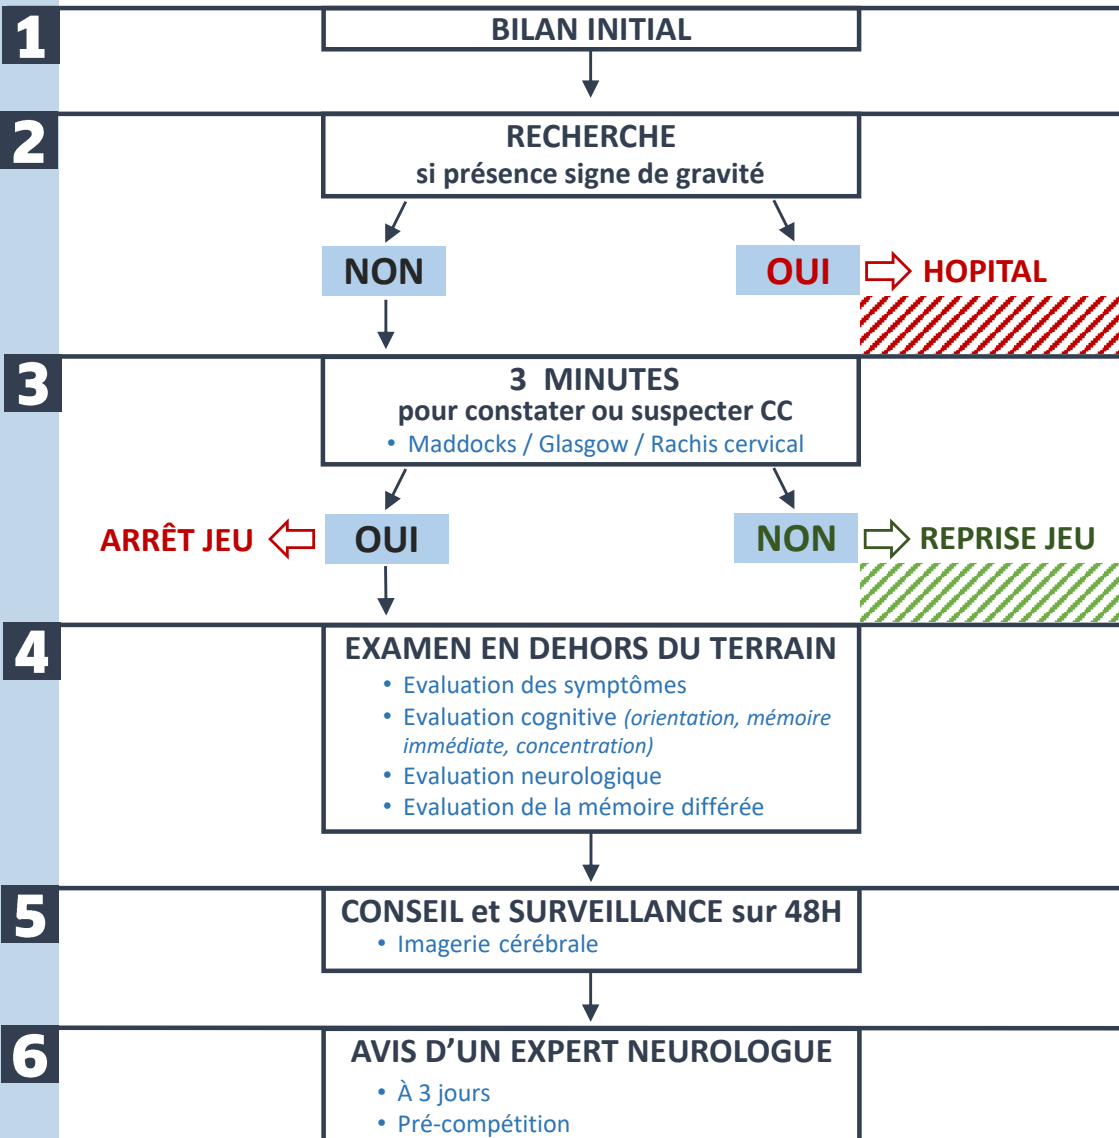 1
BILAN INITIAL
2
RECHERCHE
si présence signe de gravité
NON
OUI
HOPITAL
3
3 MINUTES
pour constater ou suspecter CC
• Maddocks / Glasgow / Rachis cervical
ARRÊT JEU
OUI
NON
REPRISE JEU
4
EXAMEN EN DEHORS DU TERRAIN
• Evaluation des symptômes
• Evaluation cognitive (orientation, mémoire
immédiate, concentration)
• Evaluation neurologique
• Evaluation de la mémoire différée
5
CONSEIL et SURVEILLANCE sur 48H
• Imagerie cérébrale
6
AVIS D’UN EXPERT NEUROLOGUE
• À 3 jours
• Pré-compétition